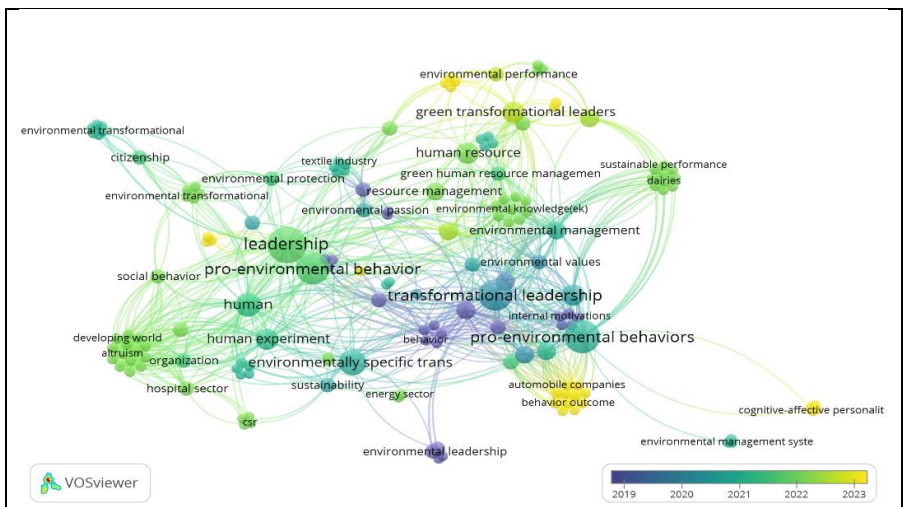 environmental performance
green transformational leaders
environmental transformational
human resource
citizenship
textile industry
sustainable performance
green human resource managemen
environmental protection
dairies
resource management
environmental transformational
environmental passion
environmental knowledge(ek)
environmental management
leadership
environmental values
pro-environmental behavior
social behavior
transformational leadership
human
internal motivations
developing world
human experiment
behavior
pro-environmental behaviors
altruism
organization
environmentally specific trans
sustainability
automobile companies
hospital sector
energy sector
behavior outcome
cognitive-affective personalit
csr
environmental management syste
environmental leadership
VOSviewer
2019 2020 2021 2022 2023